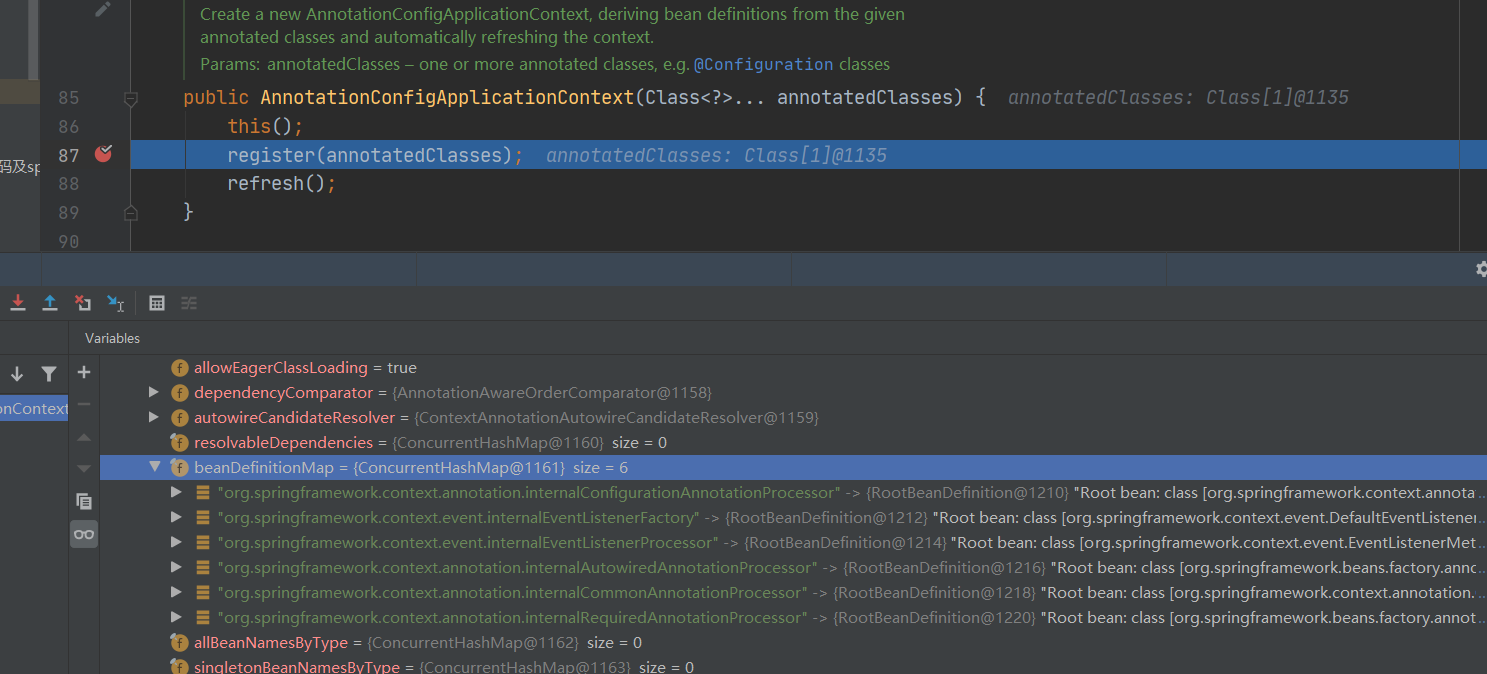 Create a new AnnotationConfigApplicationContext, deriving bean definitions from the given
annotated classes and automatically refreshing the context.
Params: annotatedClasses – one or more annotated classes, e.g. @Configuration classes
85 public AnnotationConfigApplicationContext(Class<?>... annotatedClasses) { annotatedClasses: Class[1]@1135
86 this();
87 register(annotatedClasses); annotatedClasses: Class[1]@1135
码及sp
88 refresh();
89 }
90
Variables
allowEagerClassLoading = true
dependencyComparator = {AnnotationAwareOrderComparator@1158}
onContext
autowireCandidateResolver = {ContextAnnotationAutowireCandidateResolver@1159}
resolvableDependencies = {ConcurrentHashMap@1160} size = 0
beanDefinitionMap = {ConcurrentHashMap@1161} size = 6
"org.springframework.context.annotation.internalConfigurationAnnotationProcessor" -> {RootBeanDefinition@1210} "Root bean: class [org.springframework.context.annota...
"org.springframework.context.event.internalEventListenerFactory" -> {RootBeanDefinition@1212} "Root bean: class [org.springframework.context.event.DefaultEventListener...
"org.springframework.context.event.internalEventListenerProcessor" -> {RootBeanDefinition@1214} "Root bean: class [org.springframework.context.event.EventListenerMet...
"org.springframework.context.annotation.internalAutowiredAnnotationProcessor" -> {RootBeanDefinition@1216} "Root bean: class [org.springframework.beans.factory.annc...
"org.springframework.context.annotation.internalCommonAnnotationProcessor" -> {RootBeanDefinition@1218} "Root bean: class [org.springframework.context.annotation....
"org.springframework.context.annotation.internalRequiredAnnotationProcessor" -> {RootBeanDefinition@1220} "Root bean: class [org.springframework.beans.factory.annot...
allBeanNamesByType = {ConcurrentHashMap@1162} size = 0
singletonBeanNamesByType = {ConcurrentHashMap@1163} size = 0